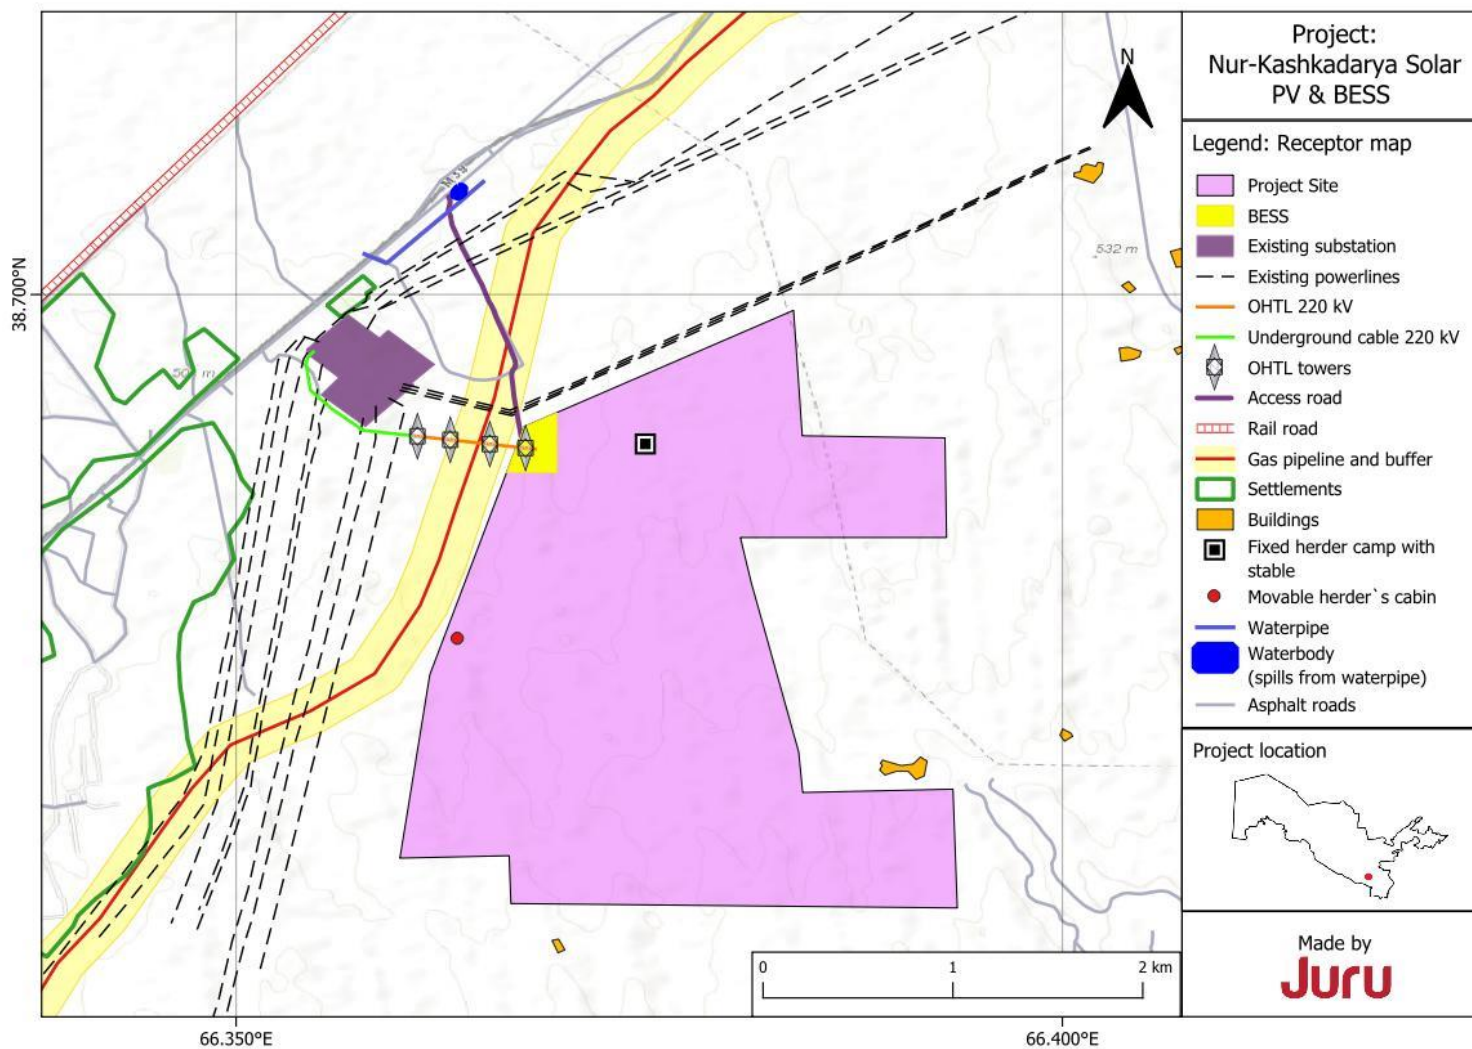 Project:
Nur-Kashkadarya Solar
PV & BESS
Legend: Receptor map
Project Site
BESS
Existing substation
Existing powerlines
OHTL 220 kV
Underground cable 220 kV
OHTL towers
Access road
Rail road
Gas pipeline and buffer
Settlements
Buildings
Fixed herder camp with
stable
Movable herder`s cabin
Waterpipe
Waterbody
(spills from waterpipe)
Asphalt roads
Project location
Made by
Juru
N
M39
532 m
38.700°N
66.350°E
66.400°E
0 1 2 km